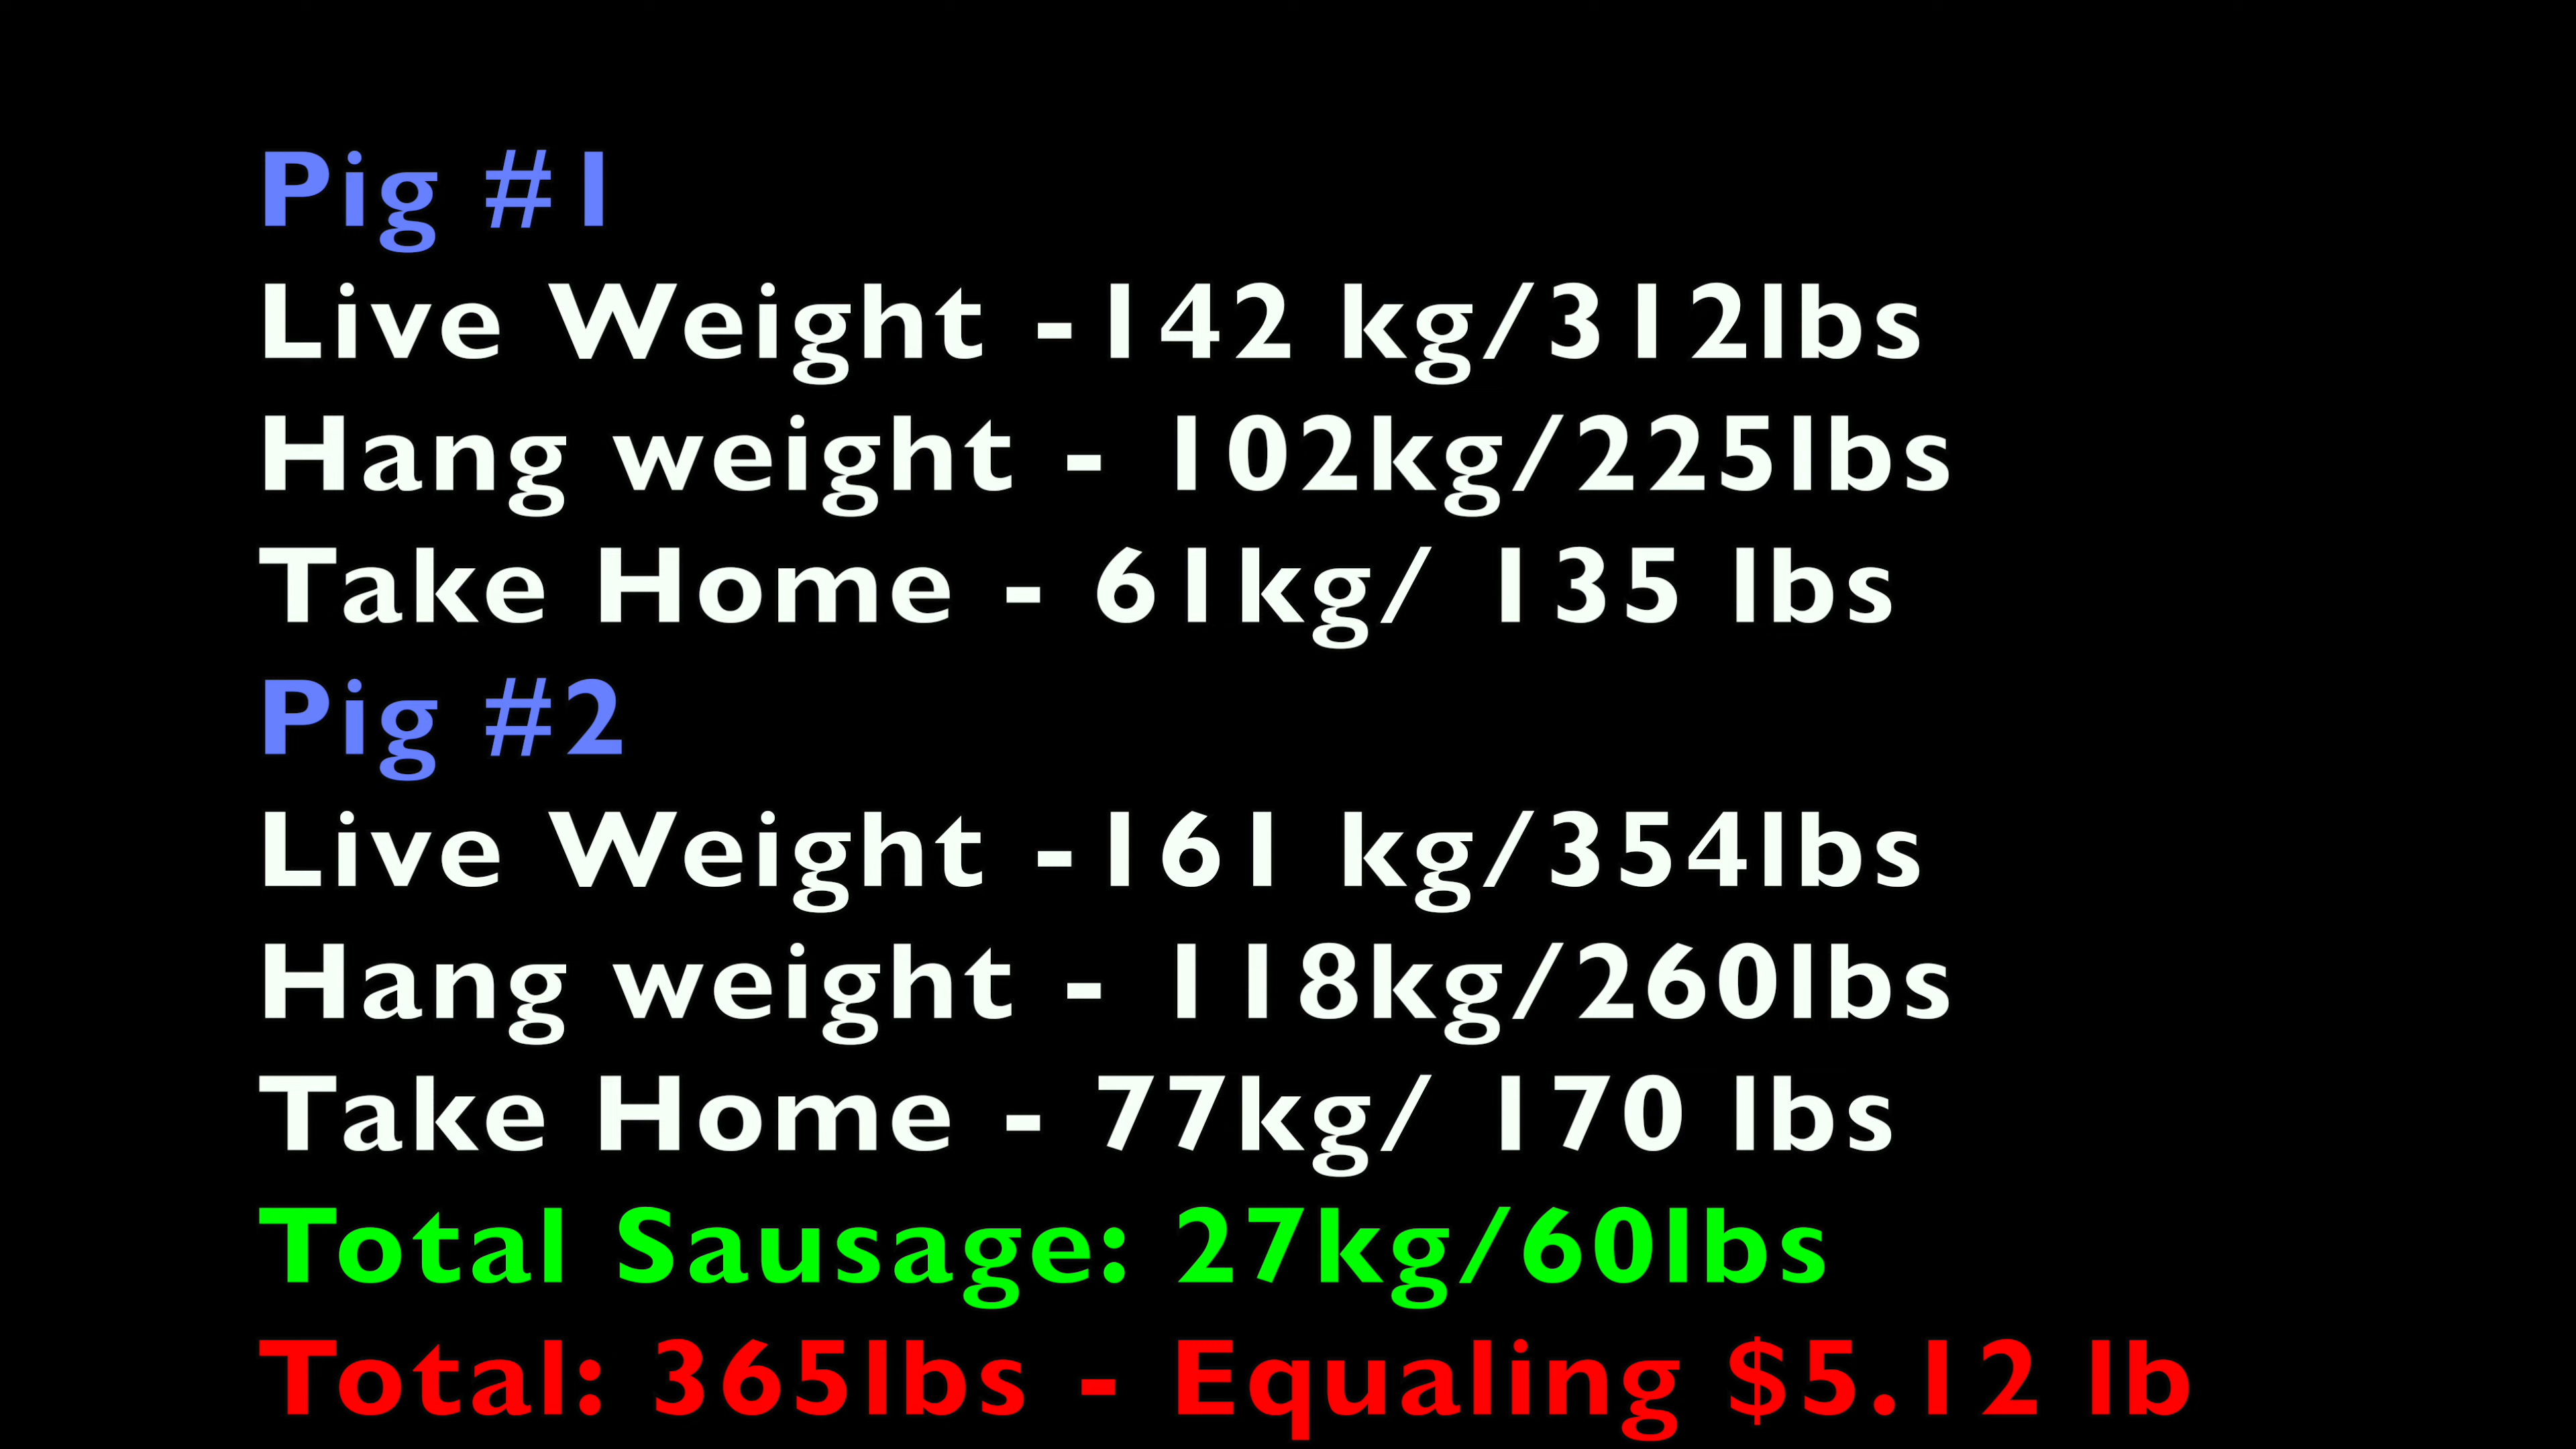 Pig #1
Live Weight -142 kg/312lbs
Hang weight - 102kg/225lbs
Take Home - 61kg/ 135 lbs
Pig #2
Live Weight -161 kg/354lbs
Hang weight - 118kg/260lbs
Take Home - 77kg/ 170 lbs
Total Sausage: 27kg/60lbs
Total: 365lbs - Equaling $5.12 lb